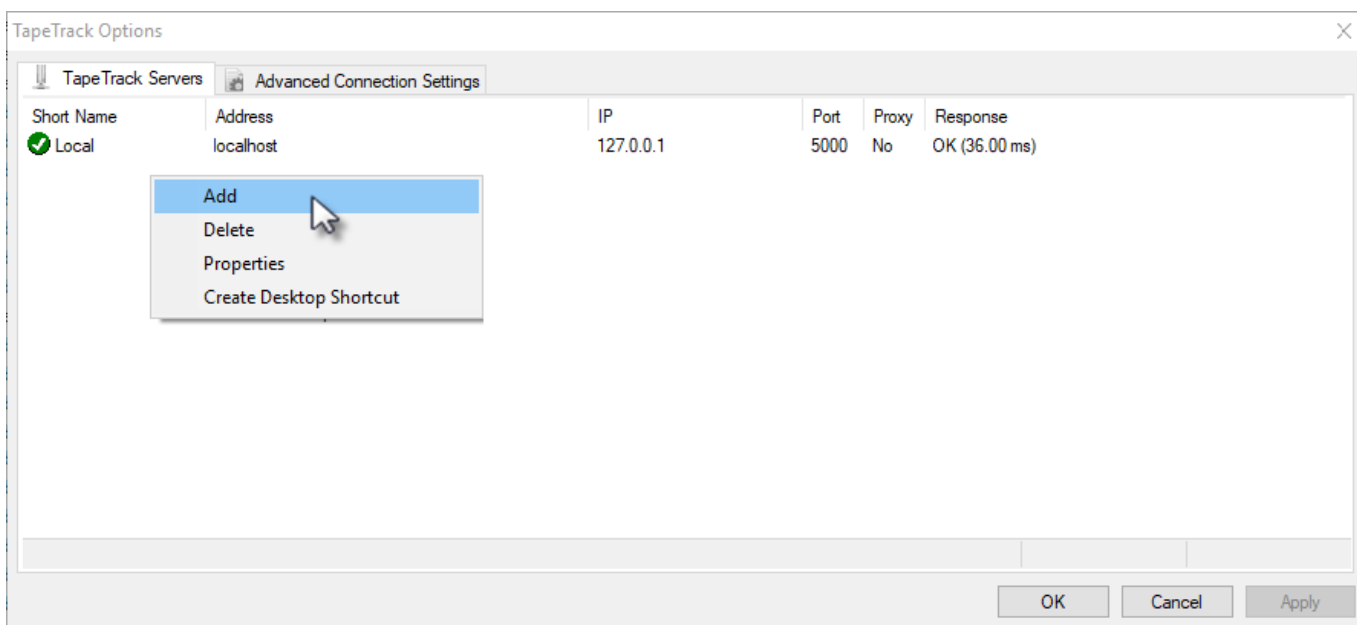 TapeTrack Options
TapeTrack Servers Advanced Connection Settings
Short Name Address IP Port Proxy Response
Local localhost 127.0.0.1 5000 No OK (36.00 ms)
Add
Delete
Properties
Create Desktop Shortcut
OK Cancel Apply